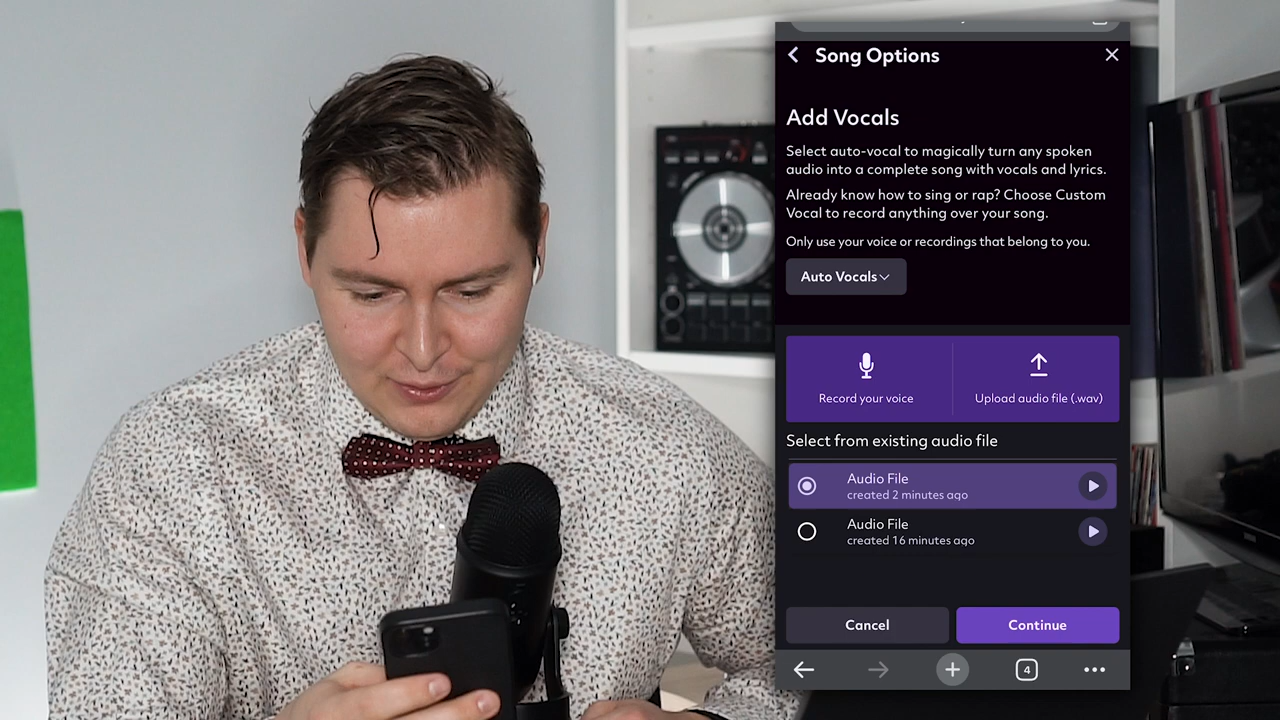 Song Options
Add Vocals
Select auto-vocal to magically turn any spoken
audio into a complete song with vocals and lyrics.
Already know how to sing or rap? Choose Custom
Vocal to record anything over your song.
Only use your voice or recordings that belong to you.
Auto Vocals
Record your voice
Upload audio file (.wav)
Select from existing audio file
Audio File
created 2 minutes ago
Audio File
created 16 minutes ago
Cancel
Continue
4